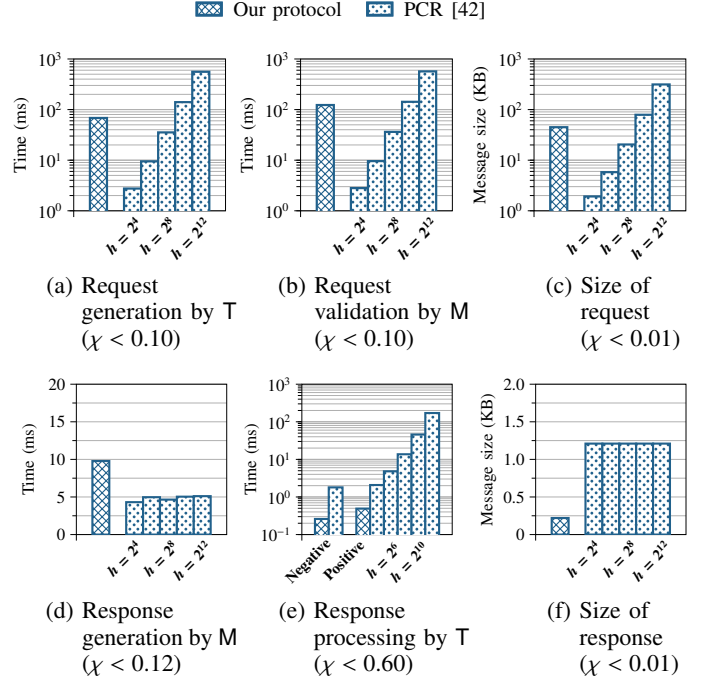 Our protocol PCR [42]
10³
10²
10¹
10⁰
Time (ms)
h = 2⁴
h = 2⁸
h = 2¹²
(a) Request
generation by T
(χ < 0.10)
10³
10²
10¹
10⁰
Time (ms)
h = 2⁴
h = 2⁸
h = 2¹²
(b) Request
validation by M
(χ < 0.10)
10³
10²
10¹
10⁰
Message size (KB)
h = 2⁴
h = 2⁸
h = 2¹²
(c) Size of
request
(χ < 0.01)
20
15
10
5
0
Time (ms)
h = 2⁴
h = 2⁸
h = 2¹²
(d) Response
generation by M
(χ < 0.12)
10³
10²
10¹
10⁰
10⁻¹
Time (ms)
Negative
Positive
h = 2⁶
h = 2¹⁰
(e) Response
processing by T
(χ < 0.60)
2.0
1.5
1.0
0.5
0
Message size (KB)
h = 2⁴
h = 2⁸
h = 2¹²
(f) Size of
response
(χ < 0.01)